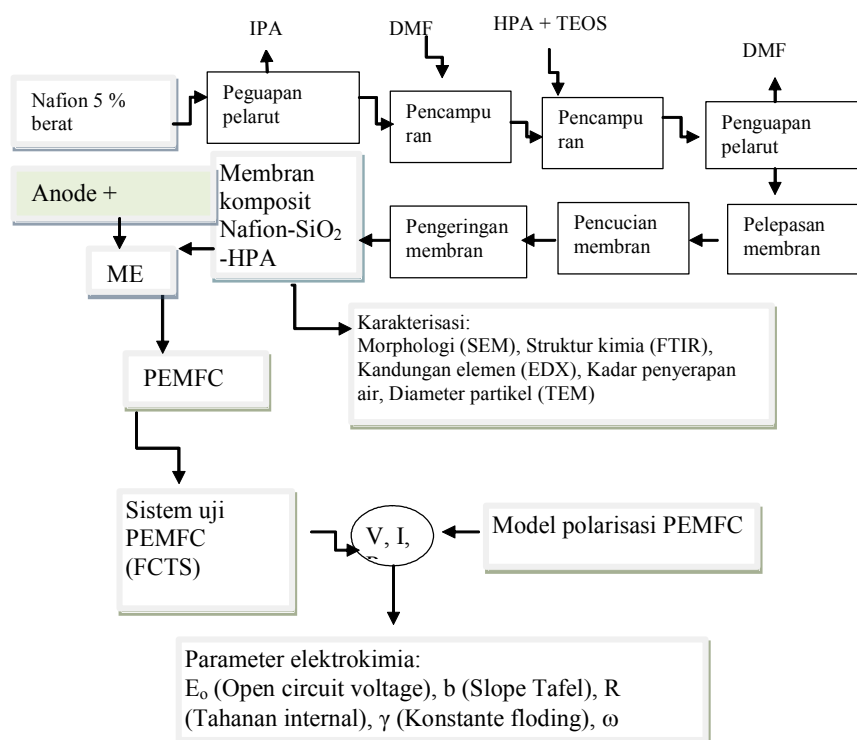 IPA
DMF
HPA + TEOS
DMF
Nafion 5 %
berat
Peguapan
pelarut
Pencampu
ran
Pencampu
ran
Penguapan
pelarut
Anode +
Membran
komposit
Nafion-SiO₂
-HPA
Pengeringan
membran
Pencucian
membran
Pelepasan
membran
ME
Karakterisasi:
Morphologi (SEM), Struktur kimia (FTIR),
Kandungan elemen (EDX), Kadar penyerapan
air, Diameter partikel (TEM)
PEMFC
Sistem uji
PEMFC
(FCTS)
V, I,
Model polarisasi PEMFC
Parameter elektrokimia:
Eₒ (Open circuit voltage), b (Slope Tafel), R
(Tahanan internal), γ (Konstante floding), ω